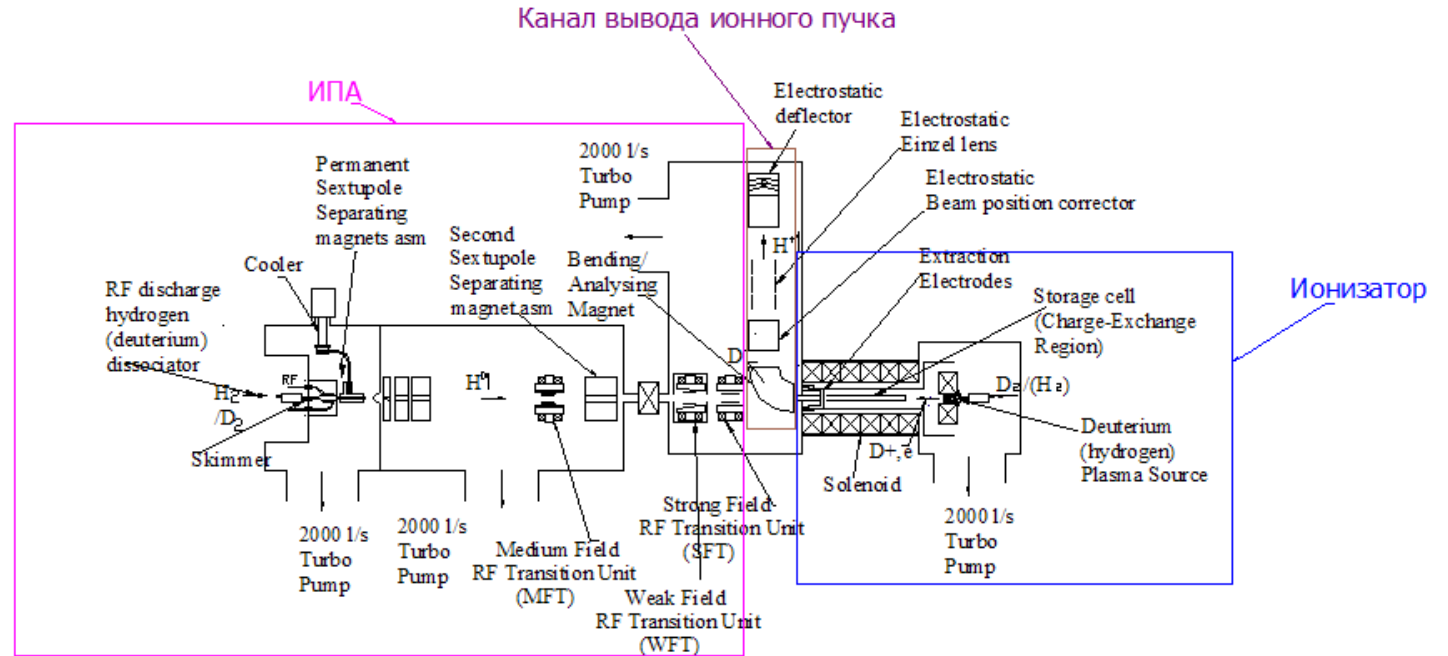 Канал вывода ионного пучка
ИПА
Ионизатор
Electrostatic
deflector
Electrostatic
Einzel lens
Electrostatic
Beam position corrector
Extraction
Electrodes
Storage cell
(Charge-Exchange
Region)
2000 l/s
Turbo
Pump
Permanent
Sextupole
Separating
magnets asm
Second
Sextupole
Separating
magnet asm
Bending/
Analysing
Magnet
Cooler
RF discharge
hydrogen
(deuterium)
dissociator
RF
H2
/D2
Skimmer
H+
D
D2/(H2)
D+,e
Solenoid
Deuterium
(hydrogen)
Plasma Source
2000 l/s
Turbo
Pump
2000 l/s
Turbo
Pump
Medium Field
RF Transition Unit
(MFT)
Strong Field
RF Transition Unit
(SFT)
Weak Field
RF Transition Unit
(WFT)
2000 l/s
Turbo
Pump